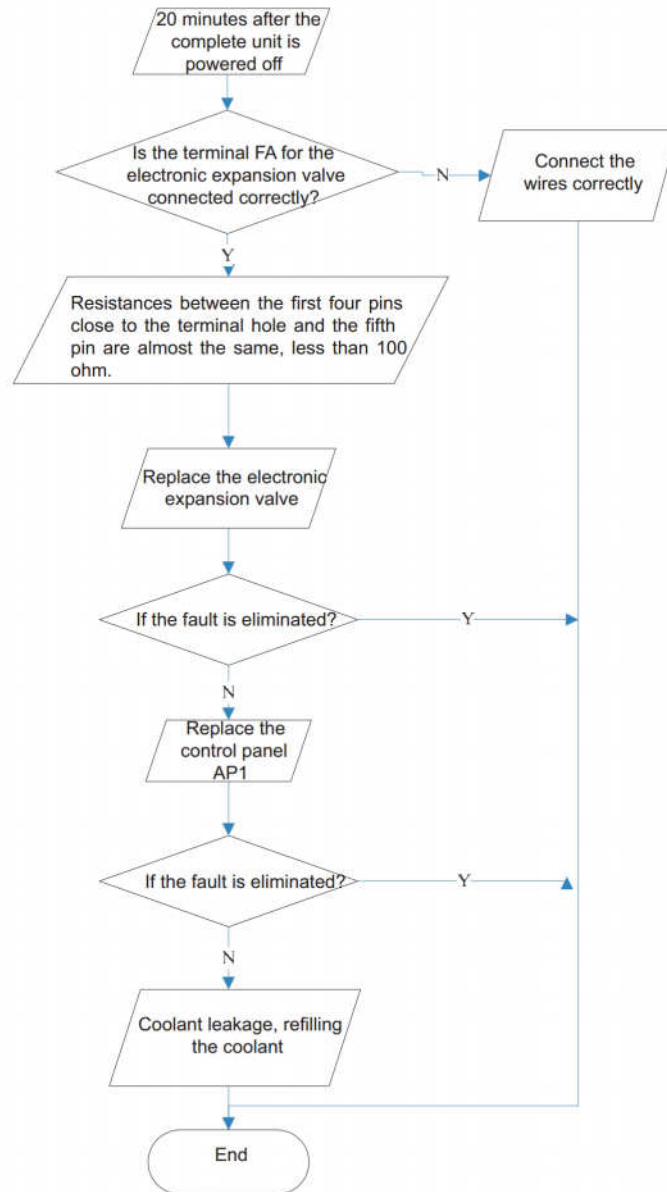 20 minutes after the
complete unit is
powered off
Is the terminal FA for the
electronic expansion valve
connected correctly?
N
Connect the
wires correctly
Y
Resistances between the first four pins
close to the terminal hole and the fifth
pin are almost the same, less than 100
ohm.
Replace the electronic
expansion valve
If the fault is eliminated?
Y
N
Replace the
control panel
AP1
If the fault is eliminated?
Y
N
Coolant leakage, refilling
the coolant
End